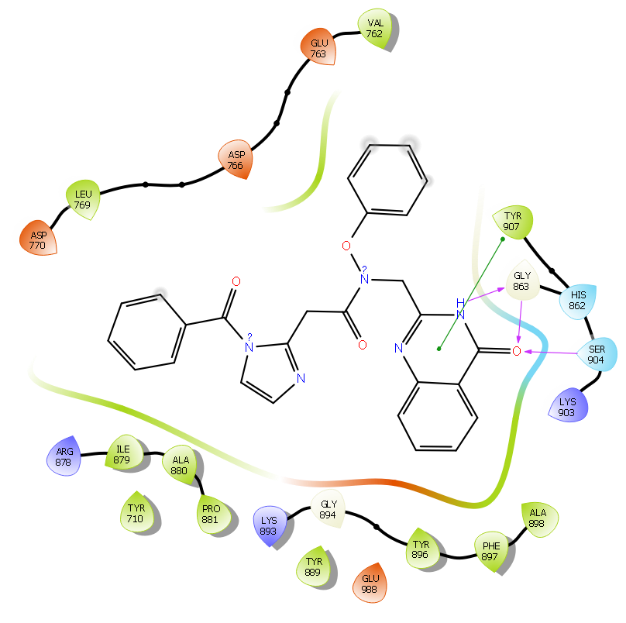 VAL
762
GLU
763
ASP
766
LEU
769
ASP
770
TYR
907
GLY
863
HIS
862
SER
904
LYS
903
O
N
?
O
O
N
?
N
N
H
N
O
ARG
878
ILE
879
ALA
880
TYR
710
PRO
881
LYS
893
GLY
894
TYR
889
GLU
988
TYR
896
PHE
897
ALA
898